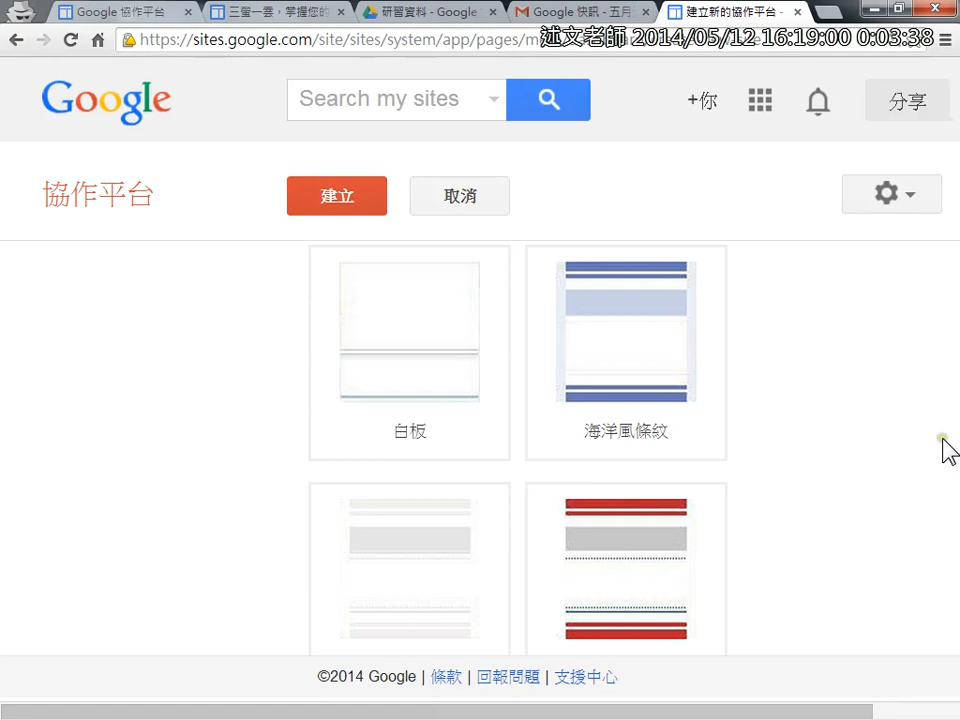 Google 協作平台
三螢一雲，掌握您的
研習資料 - Google
Google 快訊 - 五月
建立新的協作平台 -
https://sites.google.com/site/sites/system/app/pages/m
述文老師 2014/05/12 16:19:00 0:03:38
Google
Search my sites
+你
分享
協作平台
建立
取消
白板
海洋風條紋
©2014 Google | 條款 | 回報問題 | 支援中心